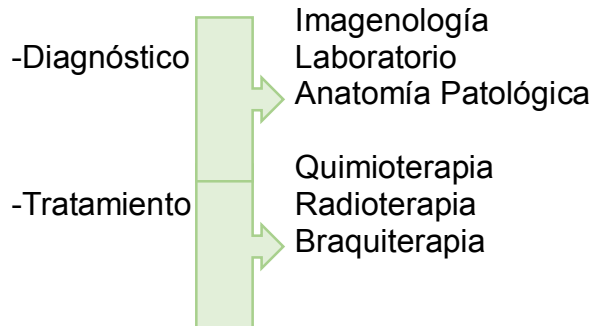 -Diagnóstico
Imagenología
Laboratorio
Anatomía Patológica
-Tratamiento
Quimioterapia
Radioterapia
Braquiterapia